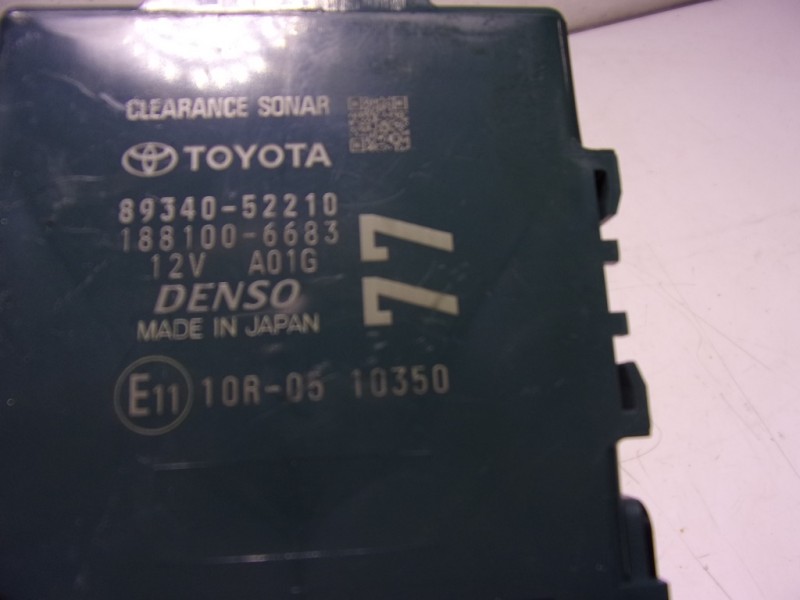 CLEARANCE SONAR
TOYOTA
89340-52210
188100-6683
12V A01G
DENSO
MADE IN JAPAN
77
E11 10R-05 10350